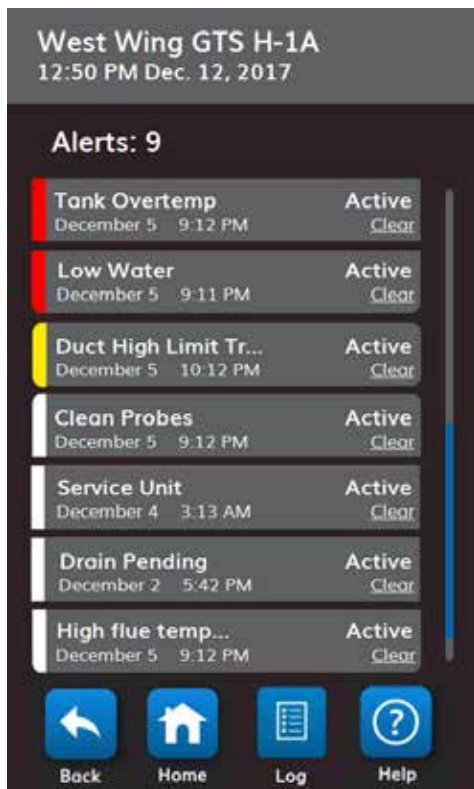 West Wing GTS H-1A
12:50 PM Dec. 12, 2017
Alerts: 9
Tank Overtemp Active
December 5 9:12 PM Clear
Low Water Active
December 5 9:11 PM Clear
Duct High Limit Tr... Active
December 5 10:12 PM Clear
Clean Probes Active
December 5 9:12 PM Clear
Service Unit Active
December 4 3:13 AM Clear
Drain Pending Active
December 2 5:42 PM Clear
High flue temp... Active
December 5 9:12 PM Clear
Back Home Log Help